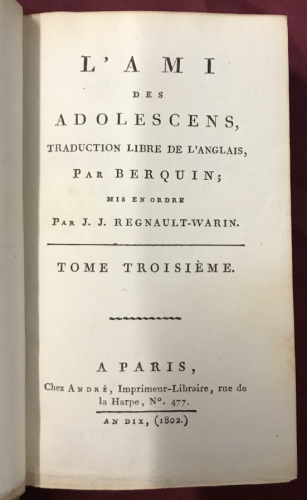 L'AMI
DES
ADOLESCENS,
TRADUCTION LIBRE DE L'ANGLAIS,
PAR BERQUIN;
MIS EN ORDRE
PAR J. J. REGNAULT-WARIN.
TOME TROISIÈME.
A PARIS,
Chez ANDRÉ, Imprimeur-Libraire, rue de
la Harpe, Nº. 477.
AN DIX, (1802.)